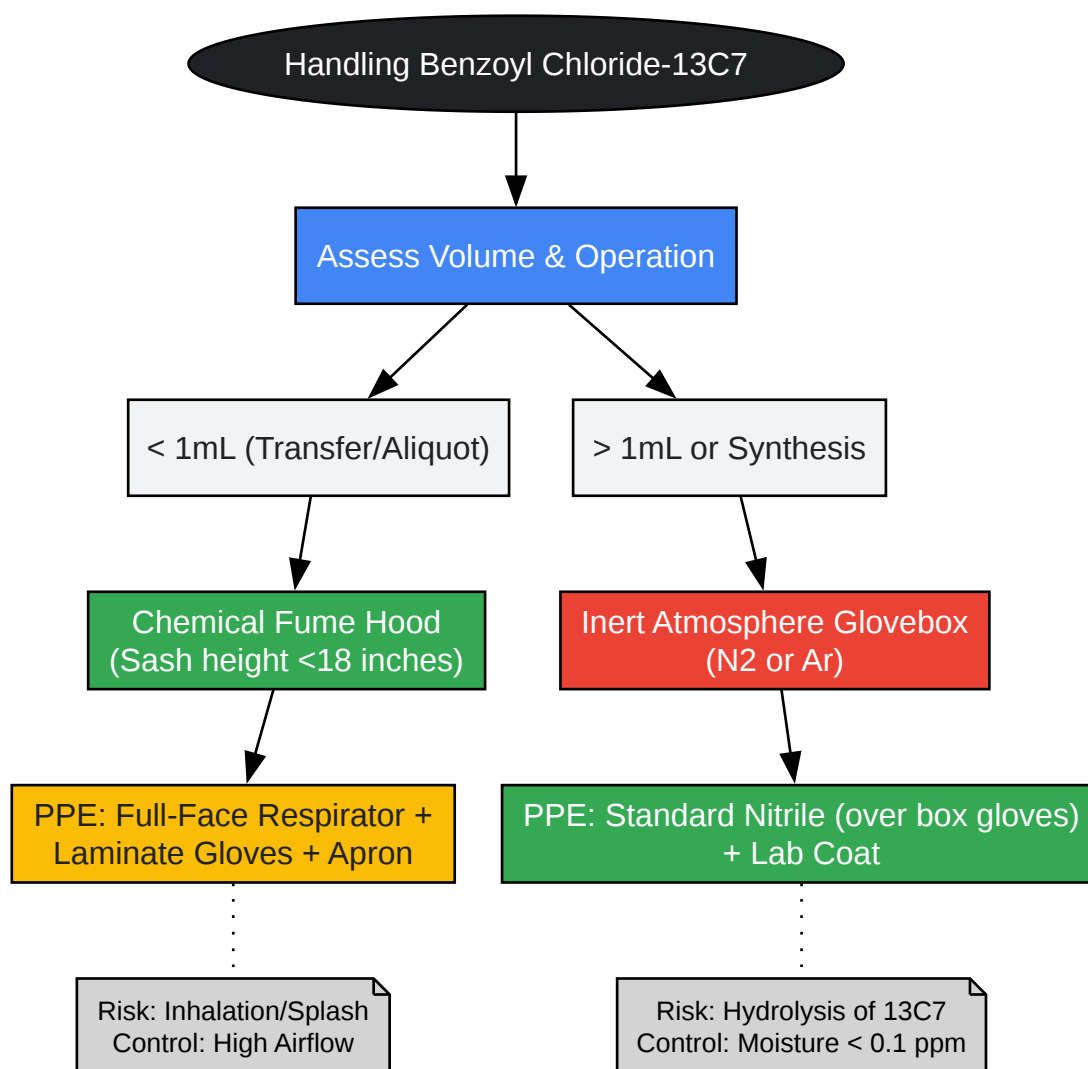 Handling Benzoyl Chloride-13C7
Assess Volume & Operation
< 1mL (Transfer/Aliquot)
> 1mL or Synthesis
Chemical Fume Hood
(Sash height <18 inches)
Inert Atmosphere Glovebox
(N2 or Ar)
PPE: Full-Face Respirator +
Laminate Gloves + Apron
PPE: Standard Nitrile (over box gloves)
+ Lab Coat
Risk: Inhalation/Splash
Control: High Airflow
Risk: Hydrolysis of 13C7
Control: Moisture < 0.1 ppm